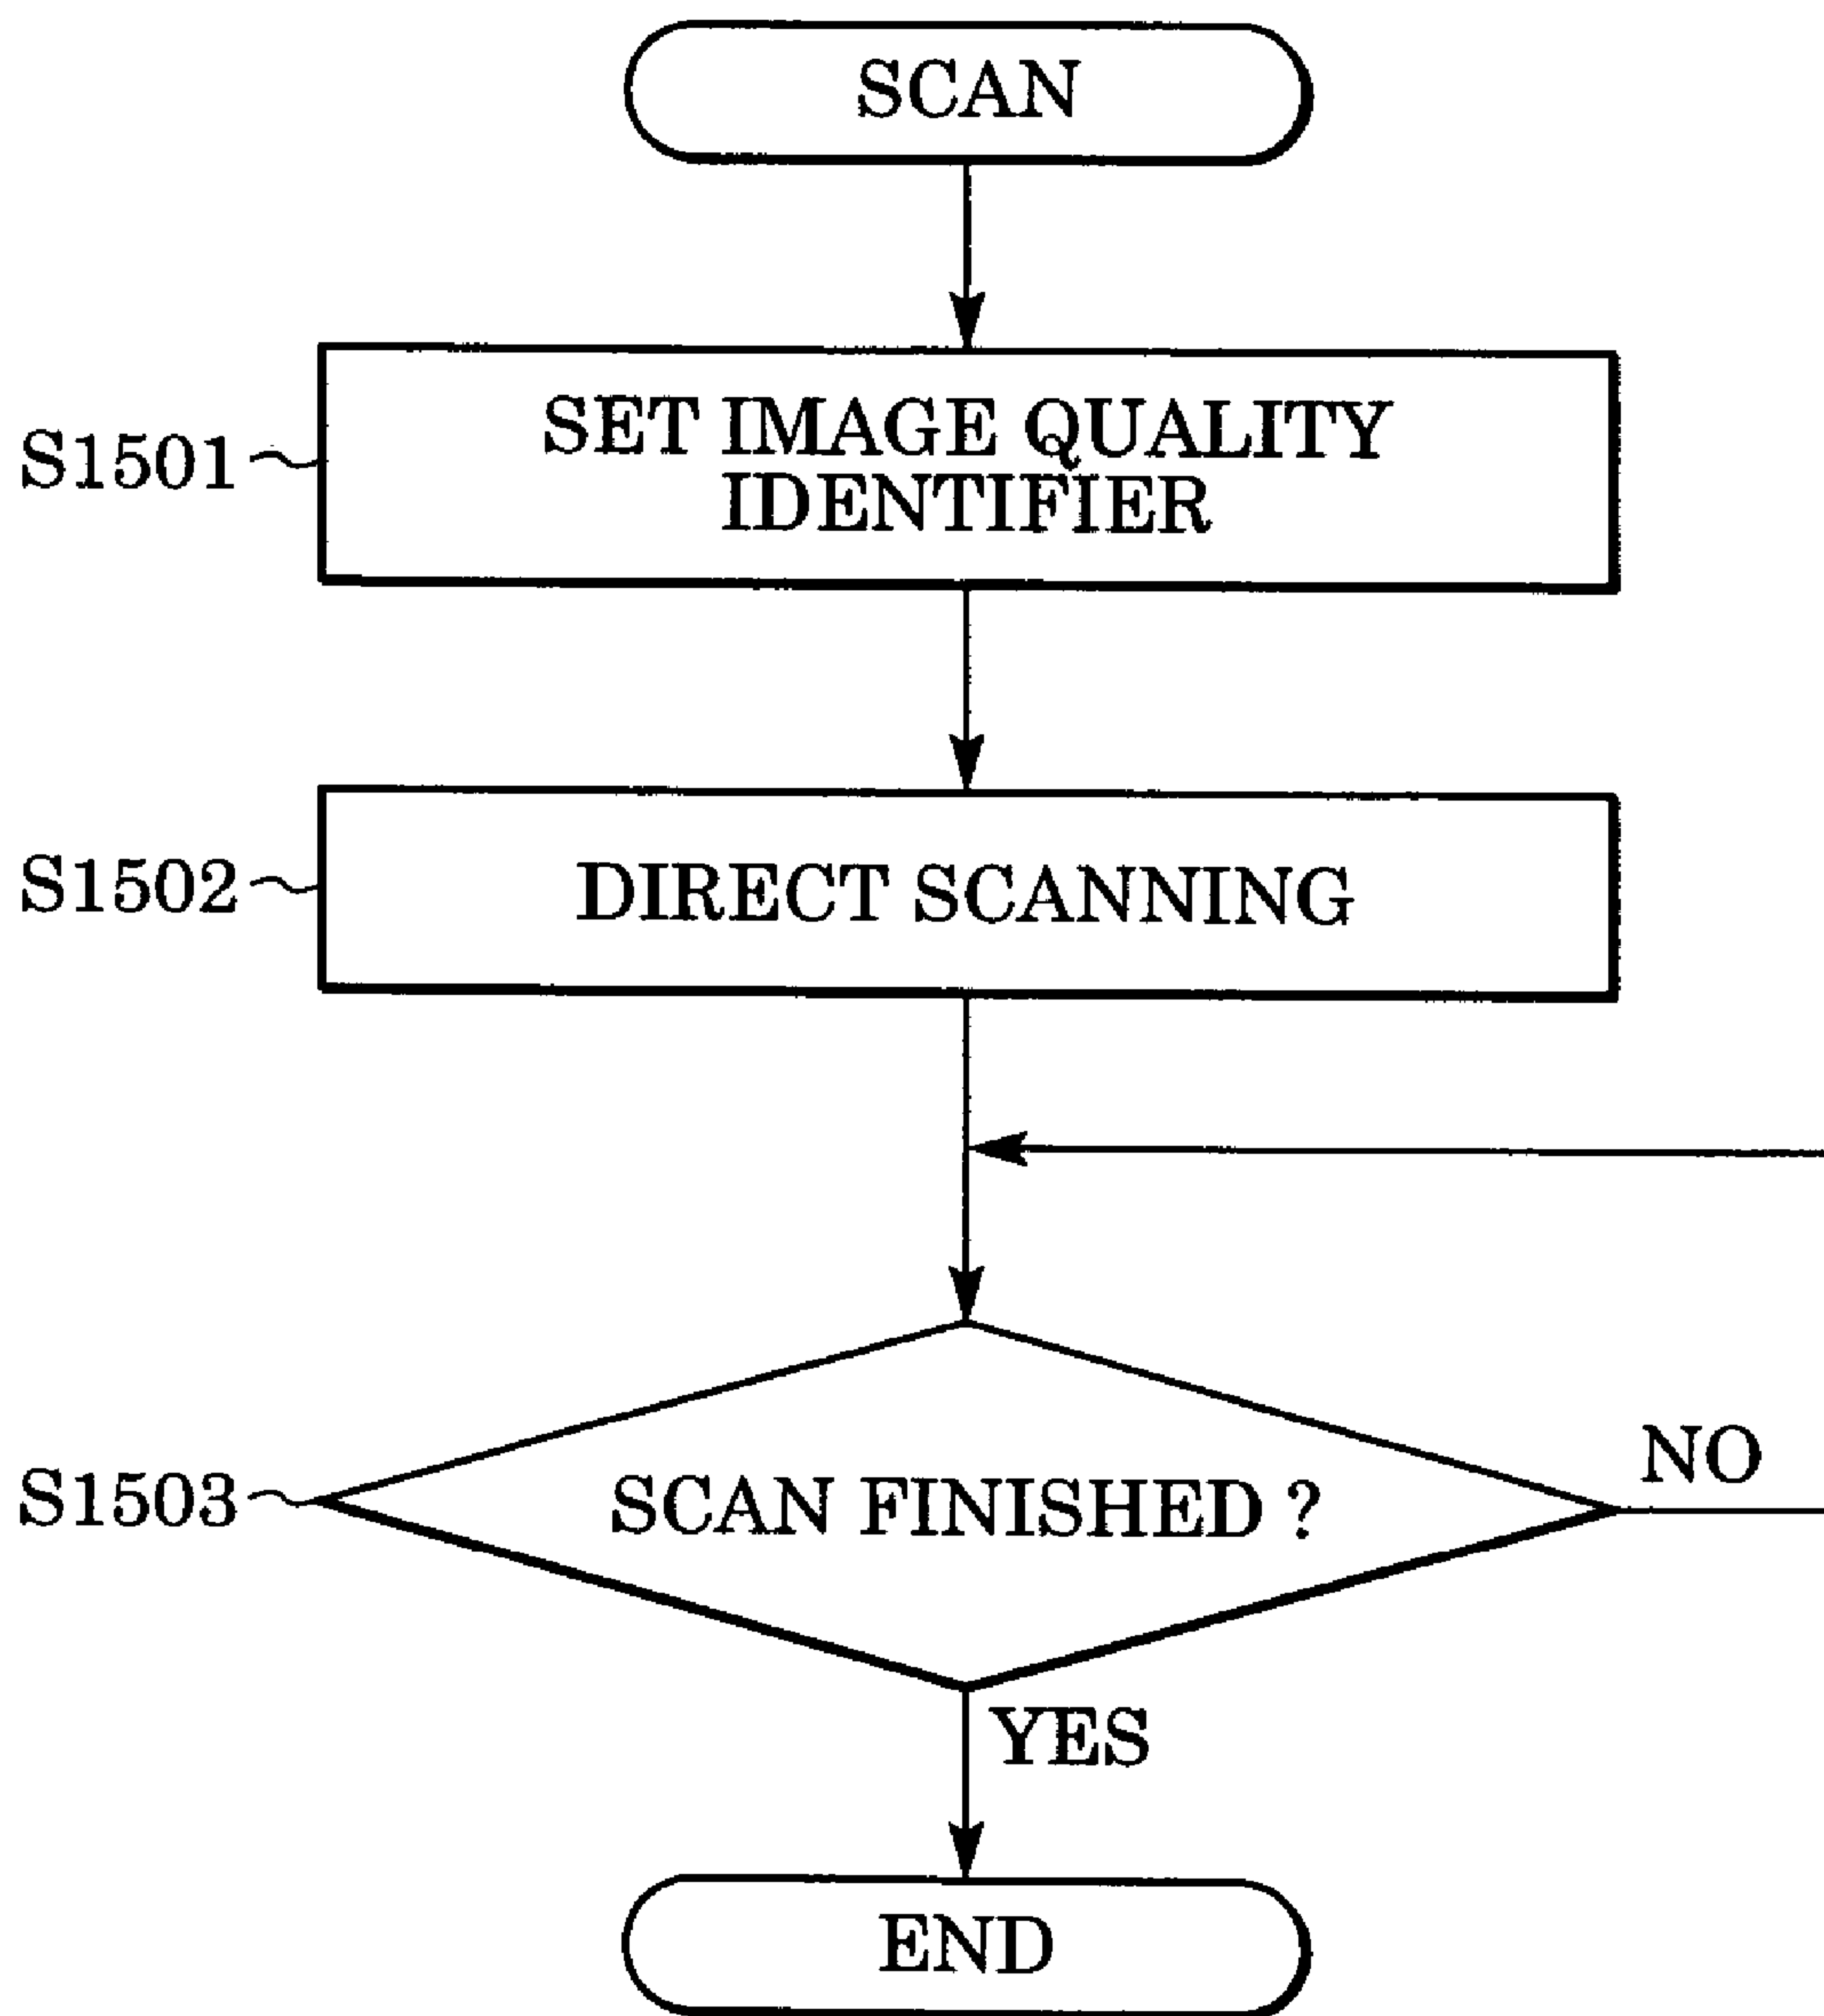 SCAN
S1501
SET IMAGE QUALITY
IDENTIFIER
S1502
DIRECT SCANNING
S1503
SCAN FINISHED ?
NO
YES
END